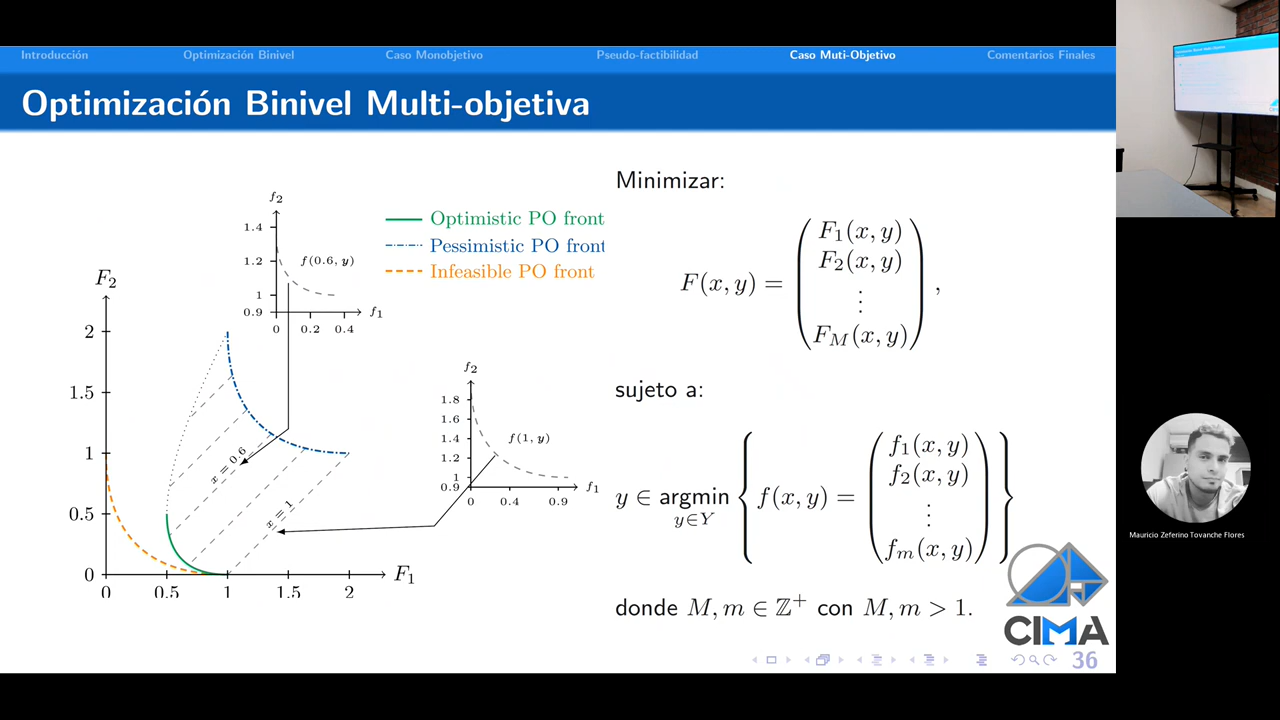 Introducción
Optimización Binivel
Caso Monobjetivo
Pseudo-factibilidad
Caso Muti-Objetivo
Comentarios Finales
Optimización Binivel Multi-objetiva
Optimistic PO front
Pessimistic PO front
Infeasible PO front
f₂
1.4
1.2
1
0.9
f(0.6, y)
0 0.2 0.4
f₁
F₂
2
1.5
1
0.5
0
0 0.5 1 1.5 2
F₁
x = 0.6
x = 1
f₂
1.8
1.6
1.4
1.2
1
0.9
f(1, y)
0 0.4 0.9
f₁
Minimizar:
F(x, y) = ( F₁(x, y)
F₂(x, y)
⋮
F_M(x, y) ) ,
sujeto a:
y ∈ argmin { f(x, y) = ( f₁(x, y)
y∈Y
f₂(x, y)
⋮
f_m(x, y) ) }
donde M, m ∈ ℤ⁺ con M, m > 1.
CIMA
36
Mauricio Zeferino Tovanche Flores